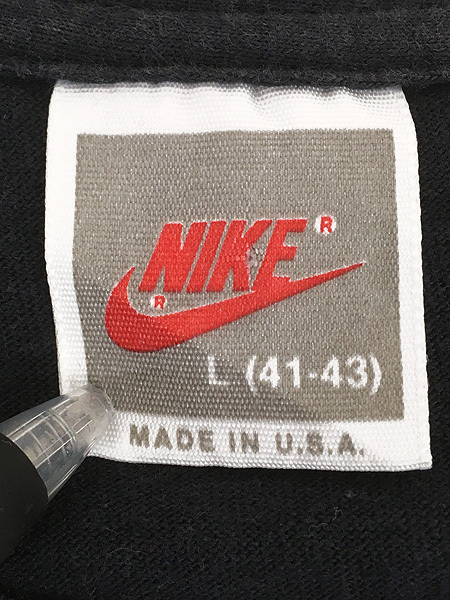 NIKE ®
®
L (41-43)
MADE IN U.S.A.